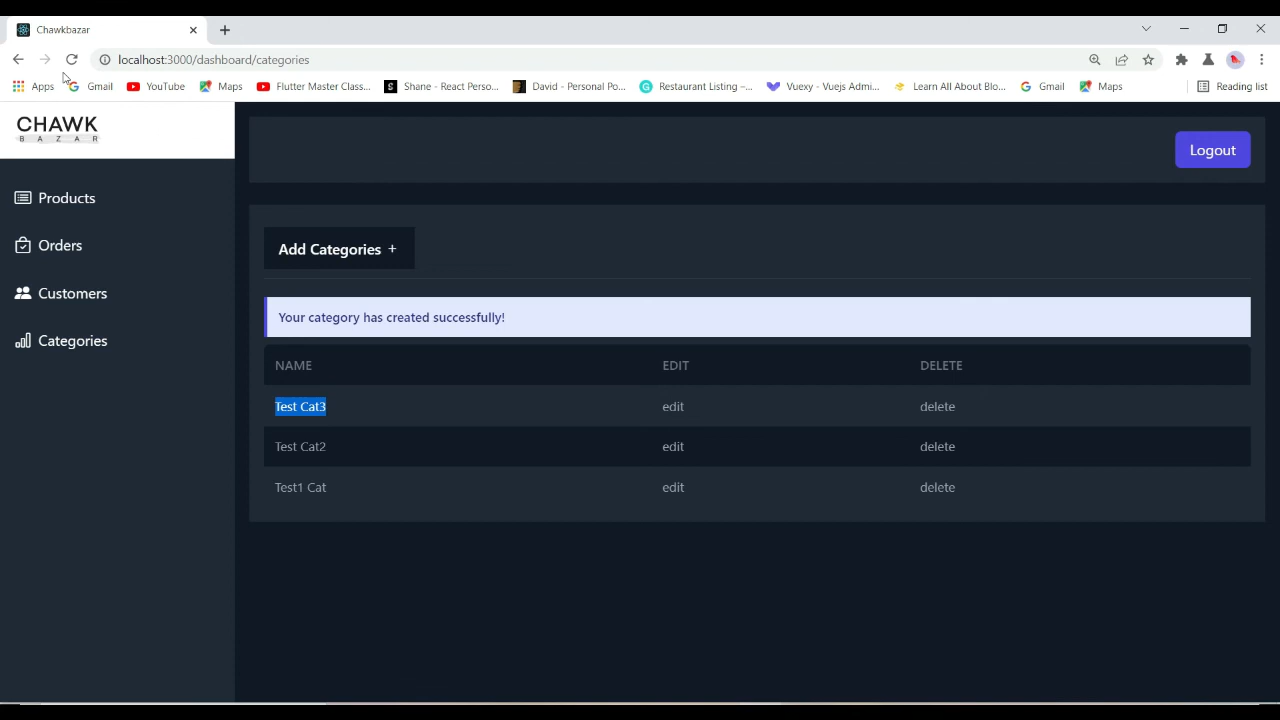 Chawkbazar
localhost:3000/dashboard/categories
Apps Gmail YouTube Maps Flutter Master Class... Shane - React Perso... David - Personal Po... Restaurant Listing –... Vuexy - Vuejs Admi... Learn All About Blo... Gmail Maps Reading list
CHAWK
BAZAR
Logout
Products
Orders
Customers
Categories
Add Categories +
Your category has created successfully!
NAME EDIT DELETE
Test Cat3 edit delete
Test Cat2 edit delete
Test1 Cat edit delete